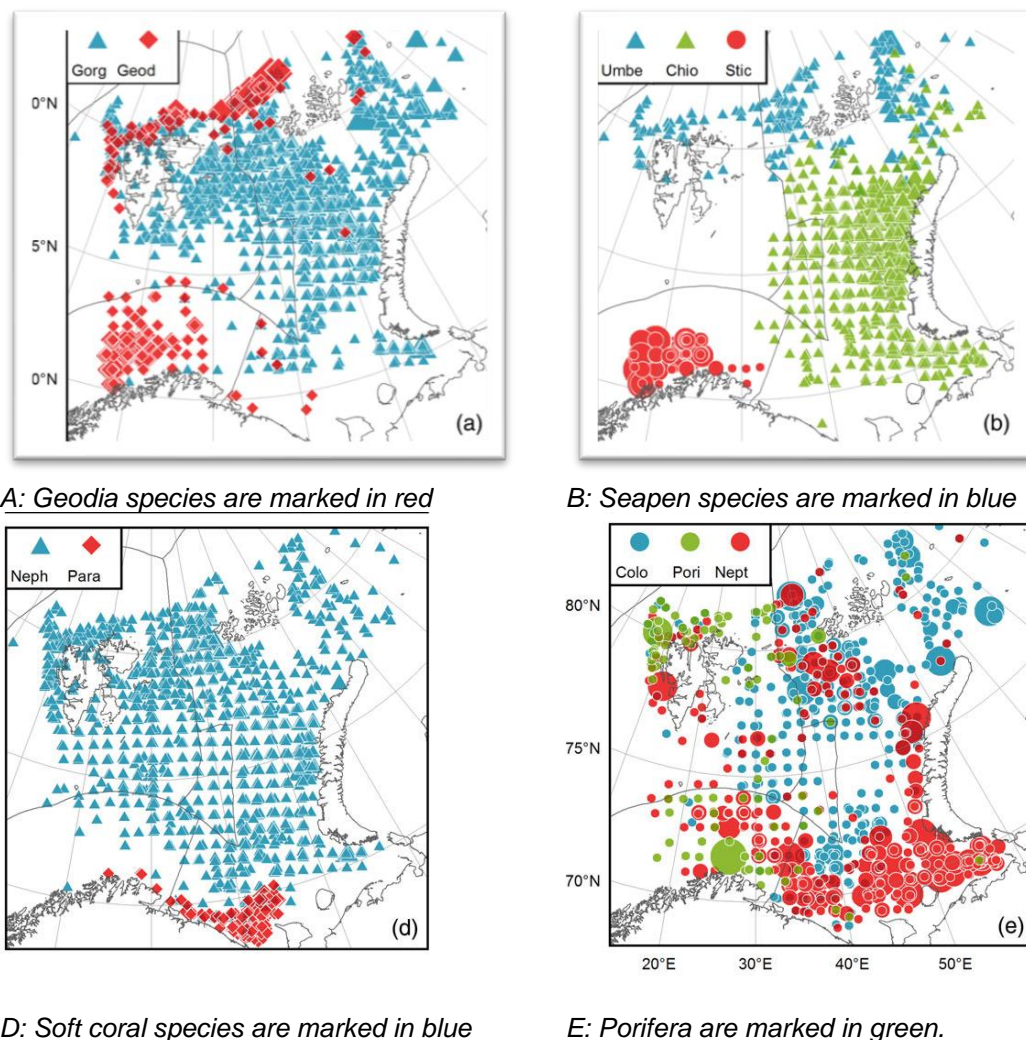 Gorg Geod
Umbe Chio Stic
0°N
5°N
0°N
(a)
(b)
A: Geodia species are marked in red
B: Seapen species are marked in blue
Neph Para
Colo Pori Nept
80°N
75°N
70°N
(d)
(e)
20°E 30°E 40°E 50°E
D: Soft coral species are marked in blue
E: Porifera are marked in green.